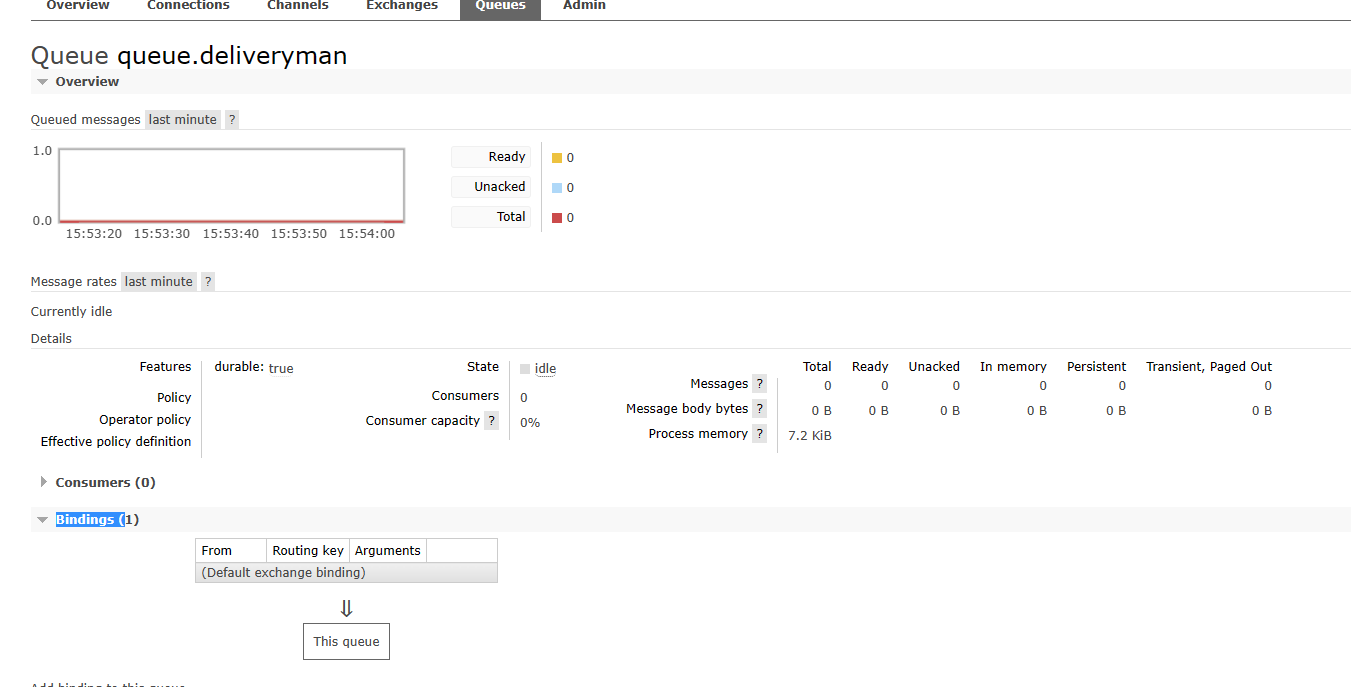 Overview Connections Channels Exchanges Queues Admin
Queue queue.deliveryman
Overview
Queued messages last minute ?
1.0
0.0
15:53:20 15:53:30 15:53:40 15:53:50 15:54:00
Ready 0
Unacked 0
Total 0
Message rates last minute ?
Currently idle
Details
Features durable: true
Policy
Operator policy
Effective policy definition
State idle
Consumers 0
Consumer capacity ? 0%
Total Ready Unacked In memory Persistent Transient, Paged Out
Messages ? 0 0 0 0 0 0
Message body bytes ? 0 B 0 B 0 B 0 B 0 B 0 B
Process memory ? 7.2 KiB
Consumers (0)
Bindings (1)
From Routing key Arguments
(Default exchange binding)
⇓
This queue
Add binding to this queue